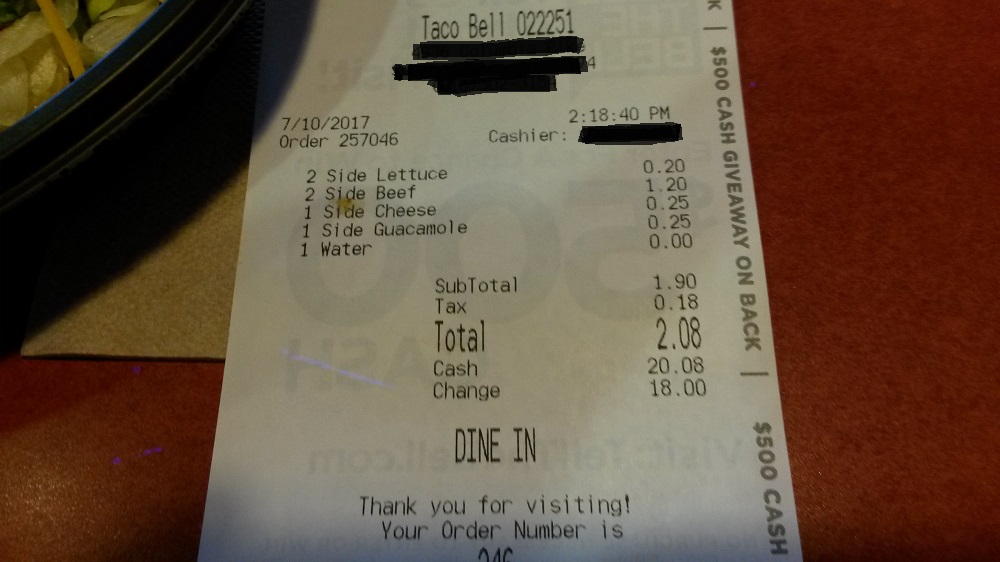 Taco Bell 022251
4
7/10/2017 2:18:40 PM
Order 257046 Cashier:
2 Side Lettuce 0.20
2 Side Beef 1.20
1 Side Cheese 0.25
1 Side Guacamole 0.25
1 Water 0.00
SubTotal 1.90
Tax 0.18
Total 2.08
Cash 20.08
Change 18.00
DINE IN
Thank you for visiting!
Your Order Number is
K | $500 CASH GIVEAWAY ON BACK | $500 CASH